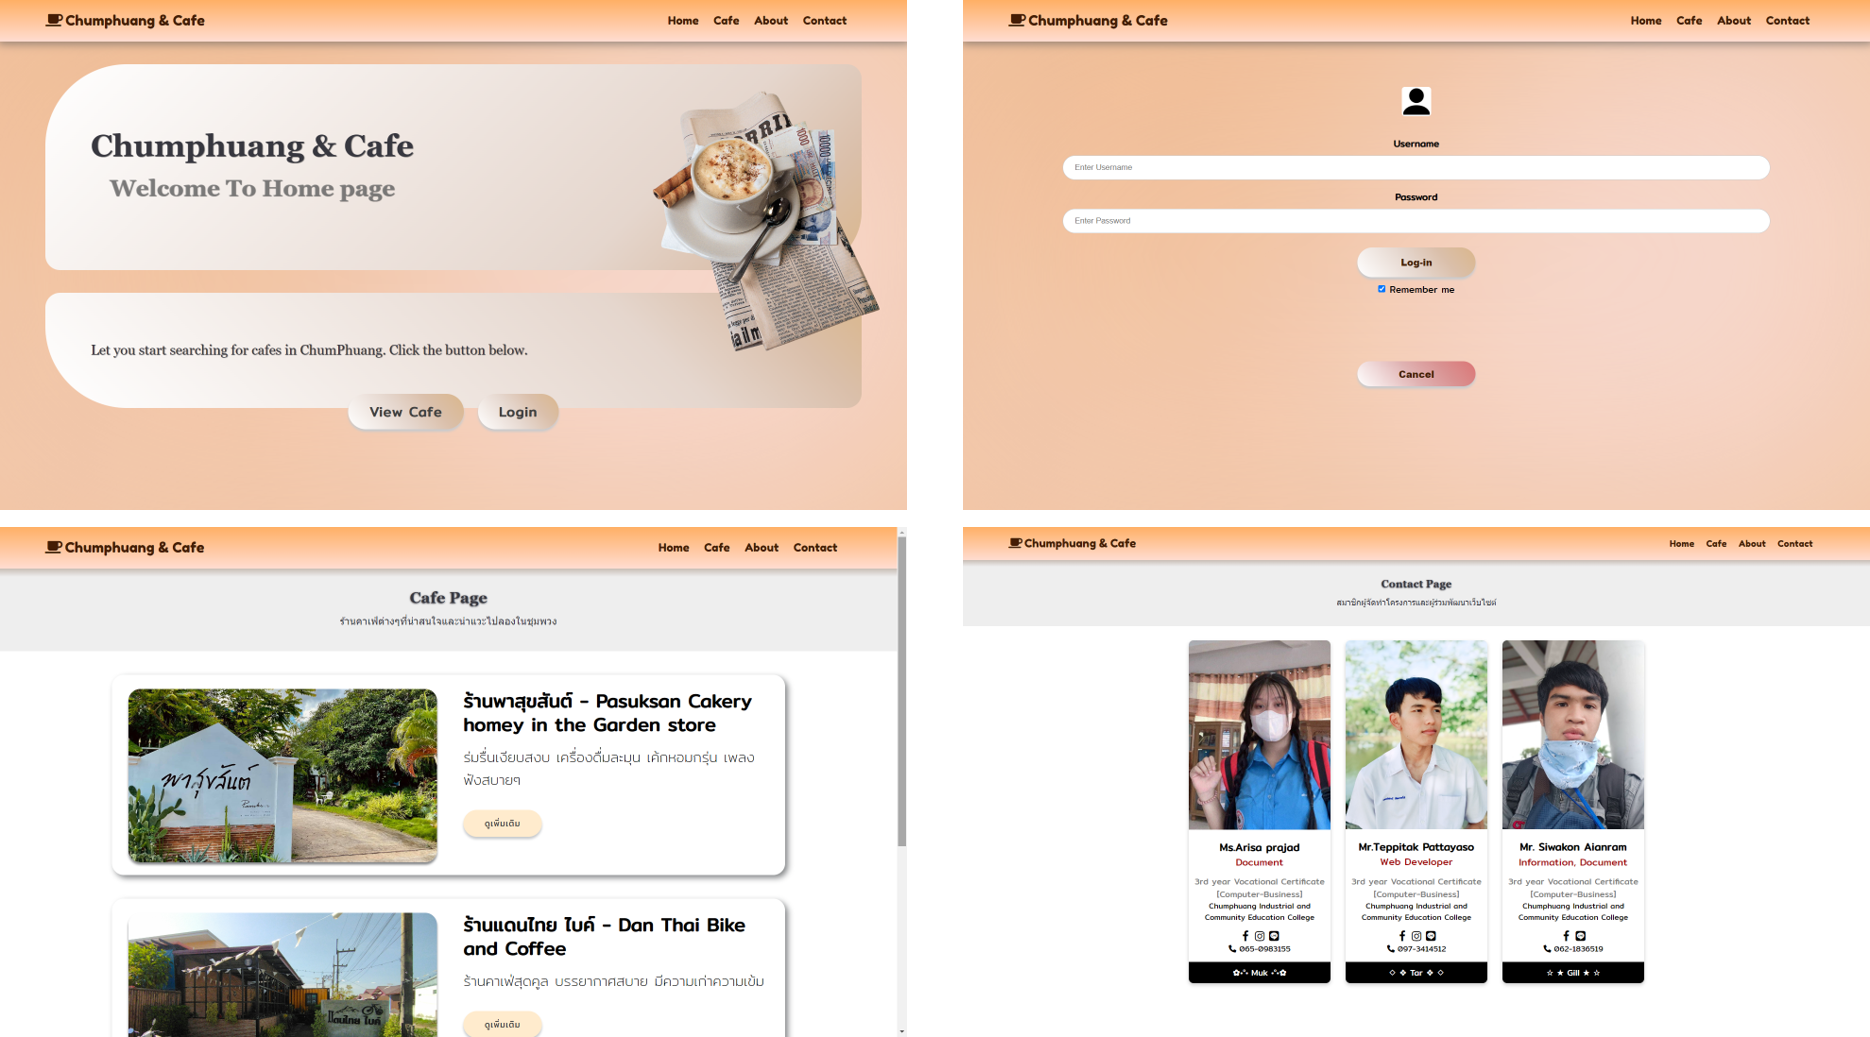 Chumphuang & Cafe
Home Cafe About Contact
Chumphuang & Cafe
Welcome To Home page
Let you start searching for cafes in ChumPhuang. Click the button below.
View Cafe
Login
Chumphuang & Cafe
Home Cafe About Contact
Username
Enter Username
Password
Enter Password
Log-in
Remember me
Cancel
Chumphuang & Cafe
Home Cafe About Contact
Cafe Page
ร้านคาเฟ่ต่างๆที่น่าสนใจและน่าแวะไปลองในชุมพวง
พาสุขสันต์
ร้านพาสุขสันต์ - Pasuksan Cakery
homey in the Garden store
ร่มรื่นเงียบสงบ เครื่องดื่มละมุน เค้กหอมกรุ่น เพลง
ฟังสบายๆ
ดูเพิ่มเติม
แดนไทย ไบค์
ร้านแดนไทย ไบค์ - Dan Thai Bike
and Coffee
ร้านคาเฟ่สุดคูล บรรยากาศสบาย มีความเก่าความเข้ม
ดูเพิ่มเติม
Chumphuang & Cafe
Home Cafe About Contact
Contact Page
สมาชิกผู้จัดทำโครงการและผู้ร่วมพัฒนาเว็บไซต์
Ms.Arisa prajad
Document
3rd year Vocational Certificate
[Computer-Business]
Chumphuang Industrial and
Community Education College
065-0983155
Muk
Mr.Teppitak Pattayaso
Web Developer
3rd year Vocational Certificate
[Computer-Business]
Chumphuang Industrial and
Community Education College
097-3414512
◇ ❖ Tar ❖ ◇
Mr. Siwakon Aianram
Information, Document
3rd year Vocational Certificate
[Computer-Business]
Chumphuang Industrial and
Community Education College
062-1836519
☆ ★ Gill ★ ☆